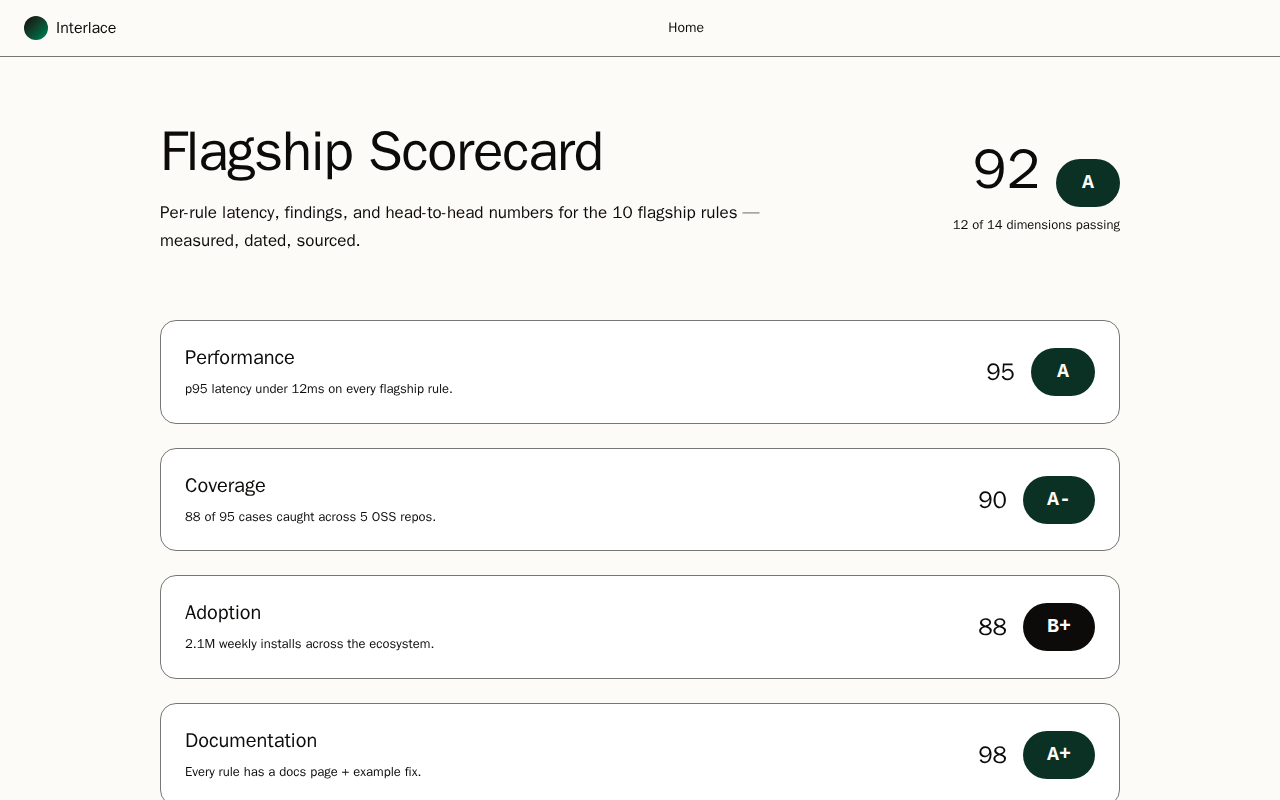 Interlace
Home
Flagship Scorecard
Per-rule latency, findings, and head-to-head numbers for the 10 flagship rules —
measured, dated, sourced.
92
A
12 of 14 dimensions passing
Performance
p95 latency under 12ms on every flagship rule.
95
A
Coverage
88 of 95 cases caught across 5 OSS repos.
90
A-
Adoption
2.1M weekly installs across the ecosystem.
88
B+
Documentation
Every rule has a docs page + example fix.
98
A+